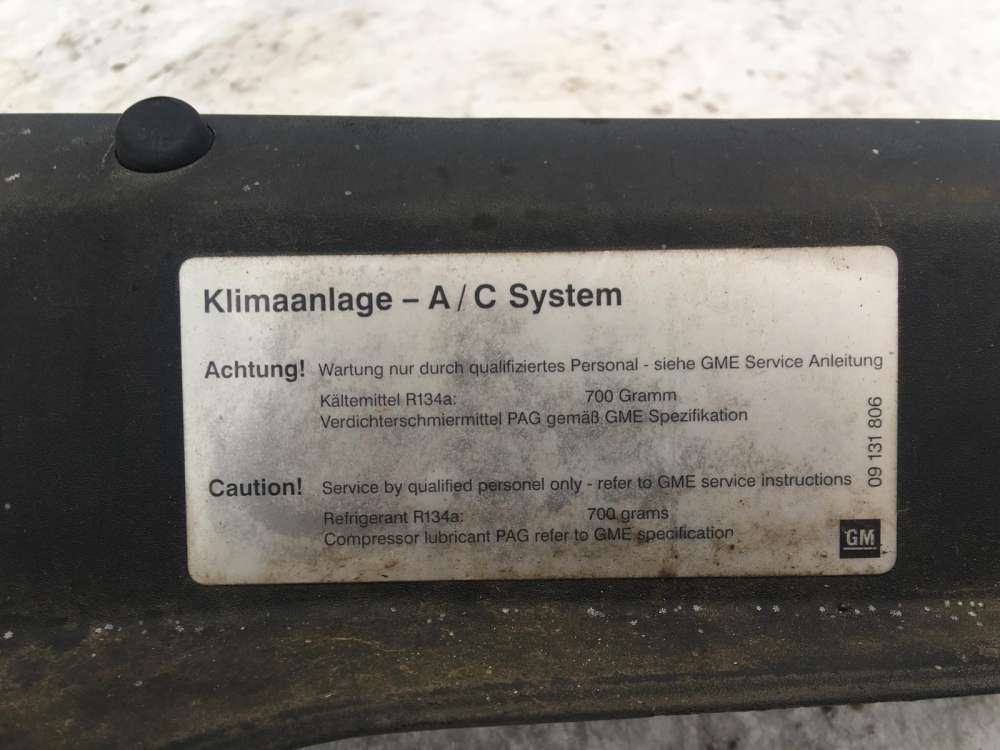 Klimaanlage – A / C System
Achtung! Wartung nur durch qualifiziertes Personal - siehe GME Service Anleitung
Kältemittel R134a: 700 Gramm
Verdichterschmiermittel PAG gemäß GME Spezifikation
Caution! Service by qualified personel only - refer to GME service instructions
Refrigerant R134a: 700 grams
Compressor lubricant PAG refer to GME specification
09 131 806
GM